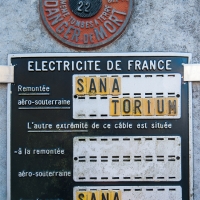 22
DANGER DE MORT
ELECTRICITE DE FRANCE
Remontée
aéro-souterraine
SANA
TORIUM
L'autre extrémité de ce câble est située
-à la remontée
aéro-souterraine
SANA